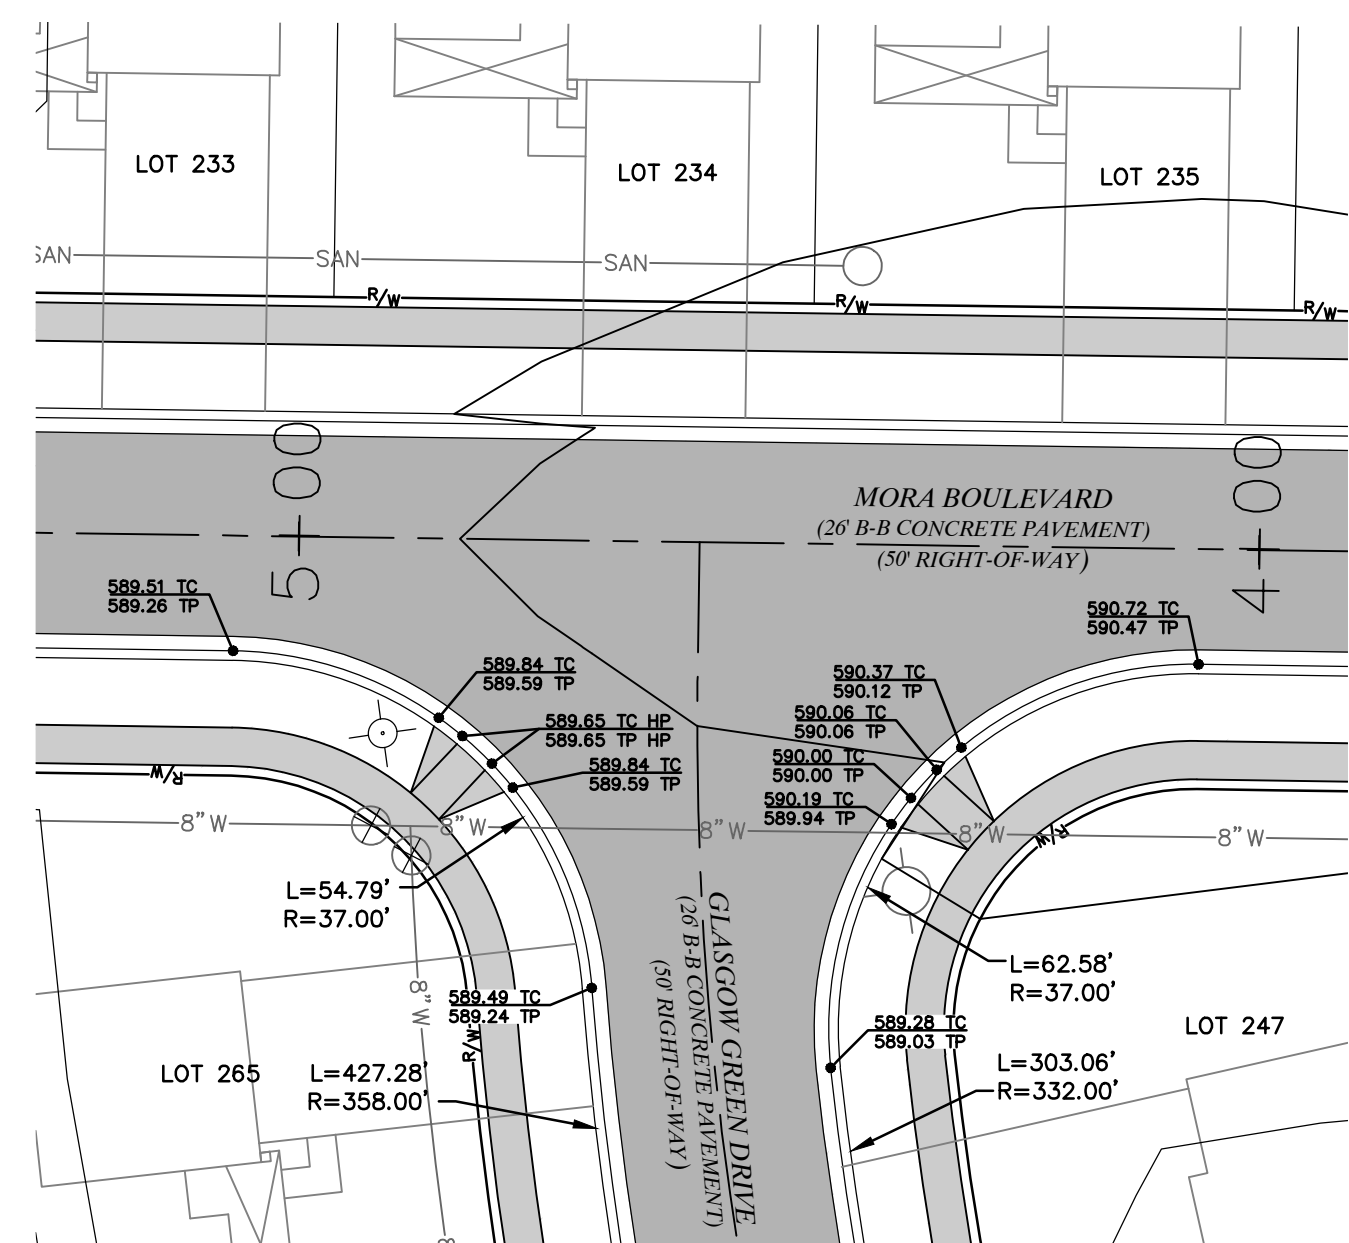 LOT 233
LOT 234
LOT 235
SAN
SAN
SAN
R/W
R/W
R/W
5+00
4+00
MORA BOULEVARD
(26' B-B CONCRETE PAVEMENT)
(50' RIGHT-OF-WAY)
589.51 TC
589.26 TP
590.72 TC
590.47 TP
589.84 TC
589.59 TP
590.37 TC
590.12 TP
589.65 TC HP
589.65 TP HP
590.06 TC
590.06 TP
589.84 TC
589.59 TP
590.00 TC
590.00 TP
590.19 TC
589.94 TP
R/W
8" W
8" W
8" W
8" W
8" W
R/W
L=54.79'
R=37.00'
GLASGOW GREEN DRIVE
(26' B-B CONCRETE PAVEMENT)
(50' RIGHT-OF-WAY)
L=62.58'
R=37.00'
8" W
589.49 TC
589.24 TP
R/W
589.28 TC
589.03 TP
LOT 247
LOT 265
L=427.28'
R=358.00'
L=303.06'
R=332.00'
8